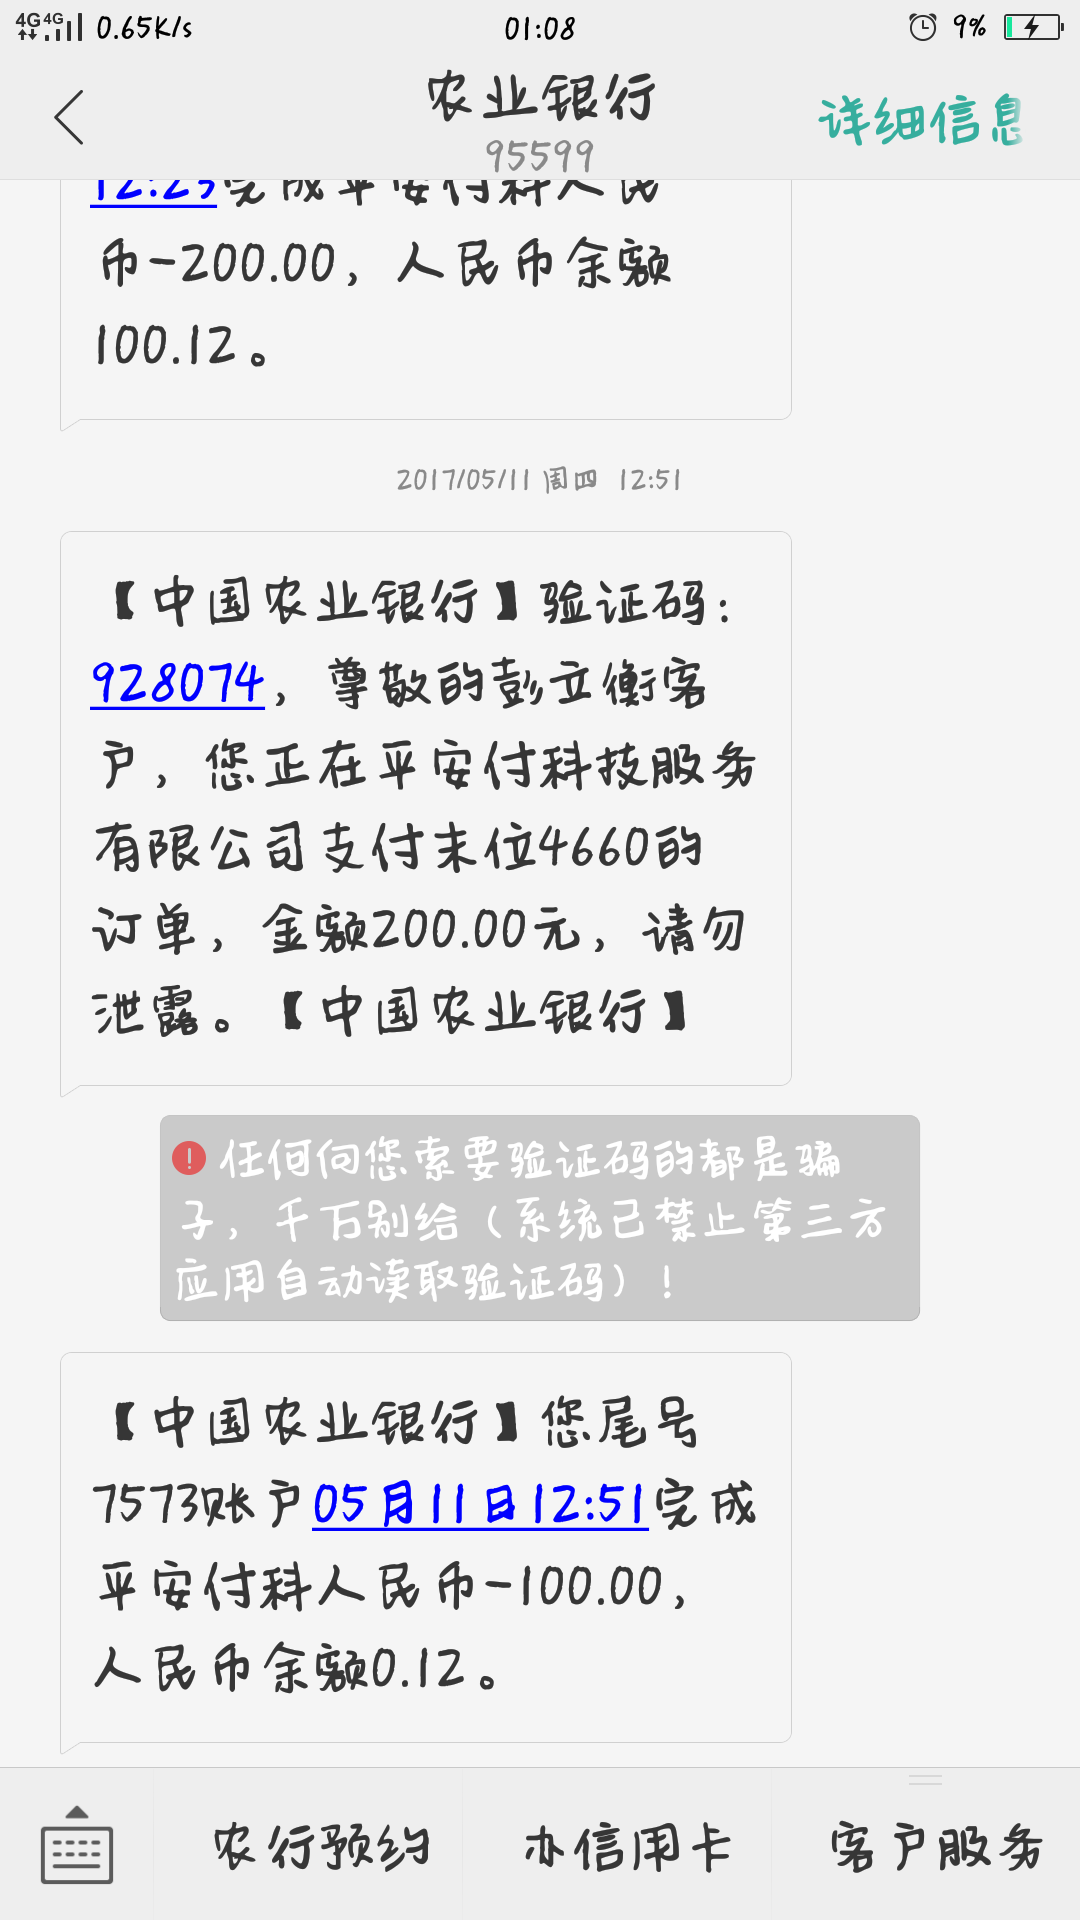 4G 4G 0.65K/s 01:08 9%
农业银行
95599
详细信息
12:23完成平安付科人民
币-200.00，人民币余额
100.12。
2017/05/11 周四 12:51
【中国农业银行】验证码：
928074，尊敬的彭立衡客
户，您正在平安付科技服务
有限公司支付末位4660的
订单，金额200.00元，请勿
泄露。【中国农业银行】
任何向您索要验证码的都是骗
子，千万别给（系统已禁止第三方
应用自动读取验证码）！
【中国农业银行】您尾号
7573账户05月11日12:51完成
平安付科人民币-100.00，
人民币余额0.12。
农行预约 办信用卡 客户服务